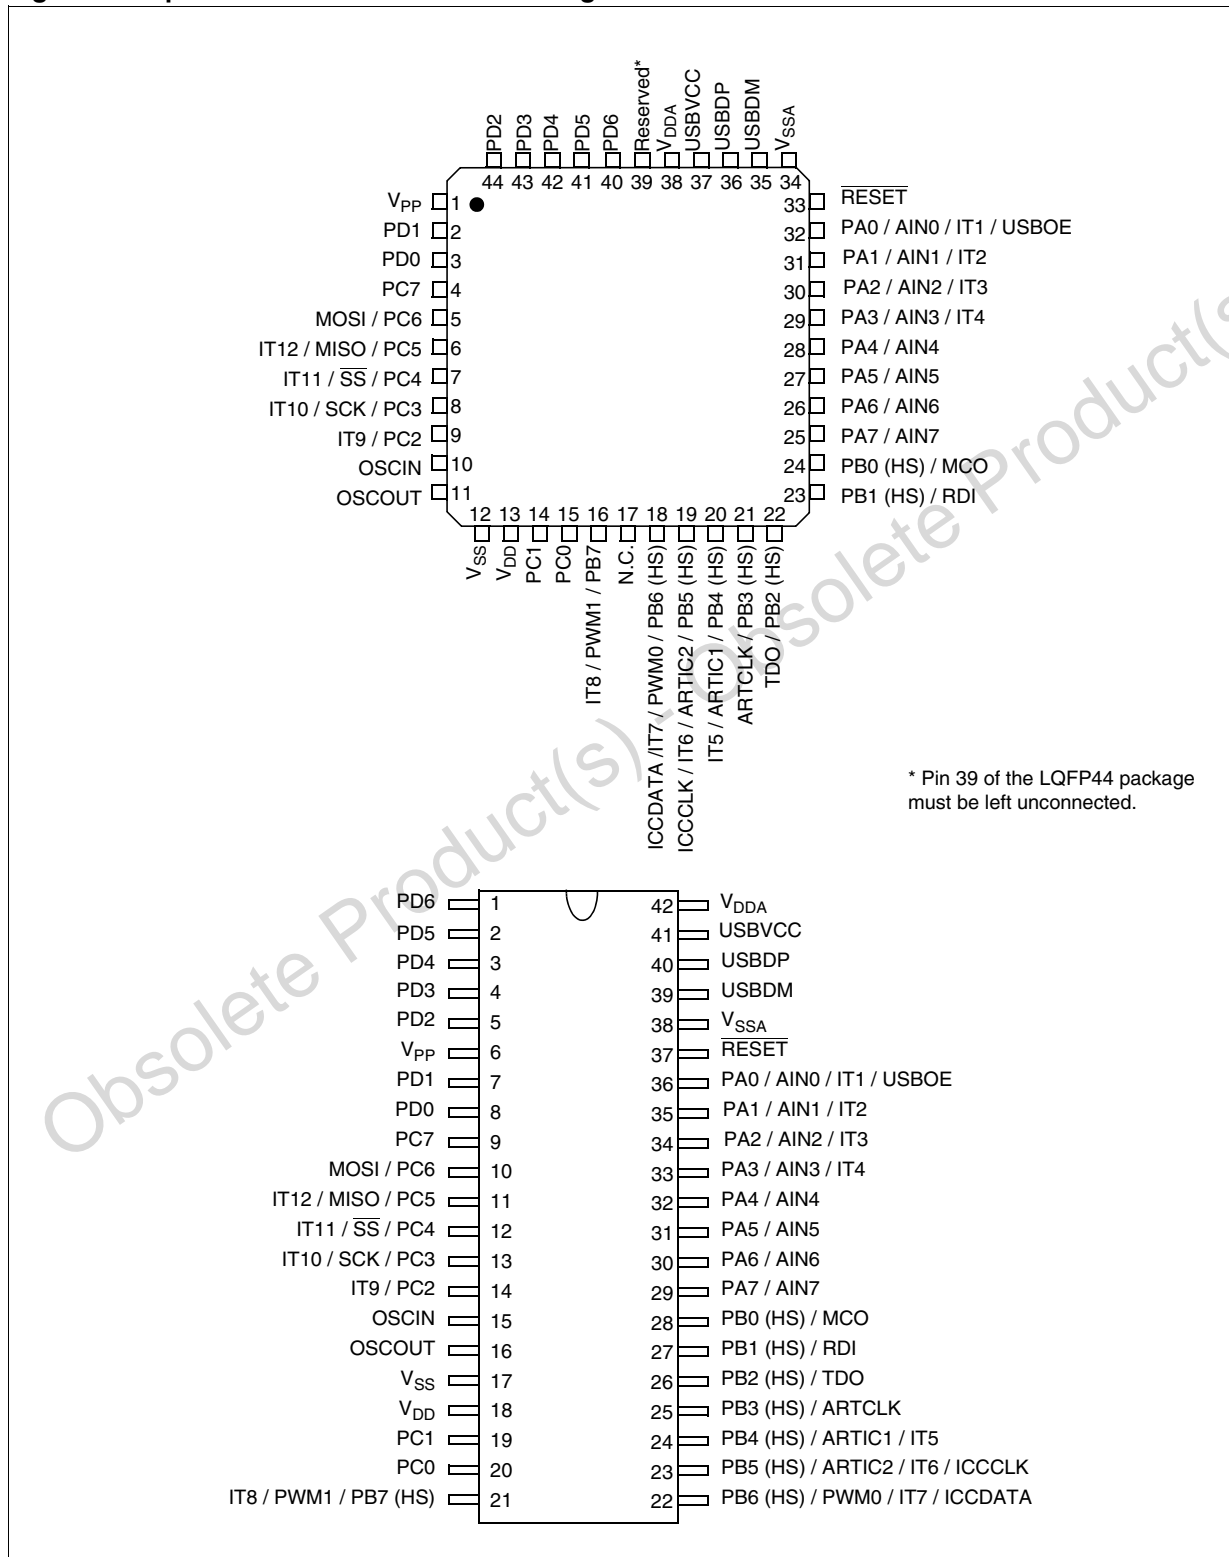 PD2
PD3
PD4
PD5
PD6
Reserved*
VDDA
USBVCC
USBDP
USBDM
VSSA
44 43 42 41 40 39 38 37 36 35 34
VPP 1
PD1 2
PD0 3
PC7 4
MOSI / PC6 5
IT12 / MISO / PC5 6
IT11 / SS / PC4 7
IT10 / SCK / PC3 8
IT9 / PC2 9
OSCIN 10
OSCOUT 11
33 RESET
32 PA0 / AIN0 / IT1 / USBOE
31 PA1 / AIN1 / IT2
30 PA2 / AIN2 / IT3
29 PA3 / AIN3 / IT4
28 PA4 / AIN4
27 PA5 / AIN5
26 PA6 / AIN6
25 PA7 / AIN7
24 PB0 (HS) / MCO
23 PB1 (HS) / RDI
12 13 14 15 16 17 18 19 20 21 22
VSS
VDD
PC1
PC0
IT8 / PWM1 / PB7
N.C.
ICCDATA /IT7 / PWM0 / PB6 (HS)
ICCCLK / IT6 / ARTIC2 / PB5 (HS)
IT5 / ARTIC1 / PB4 (HS)
ARTCLK / PB3 (HS)
TDO / PB2 (HS)
* Pin 39 of the LQFP44 package
must be left unconnected.
PD6 1 42 VDDA
PD5 2 41 USBVCC
PD4 3 40 USBDP
PD3 4 39 USBDM
PD2 5 38 VSSA
VPP 6 37 RESET
PD1 7 36 PA0 / AIN0 / IT1 / USBOE
PD0 8 35 PA1 / AIN1 / IT2
PC7 9 34 PA2 / AIN2 / IT3
MOSI / PC6 10 33 PA3 / AIN3 / IT4
IT12 / MISO / PC5 11 32 PA4 / AIN4
IT11 / SS / PC4 12 31 PA5 / AIN5
IT10 / SCK / PC3 13 30 PA6 / AIN6
IT9 / PC2 14 29 PA7 / AIN7
OSCIN 15 28 PB0 (HS) / MCO
OSCOUT 16 27 PB1 (HS) / RDI
VSS 17 26 PB2 (HS) / TDO
VDD 18 25 PB3 (HS) / ARTCLK
PC1 19 24 PB4 (HS) / ARTIC1 / IT5
PC0 20 23 PB5 (HS) / ARTIC2 / IT6 / ICCCLK
IT8 / PWM1 / PB7 (HS) 21 22 PB6 (HS) / PWM0 / IT7 / ICCDATA
Obsolete Product(s) - Obsolete Product(s